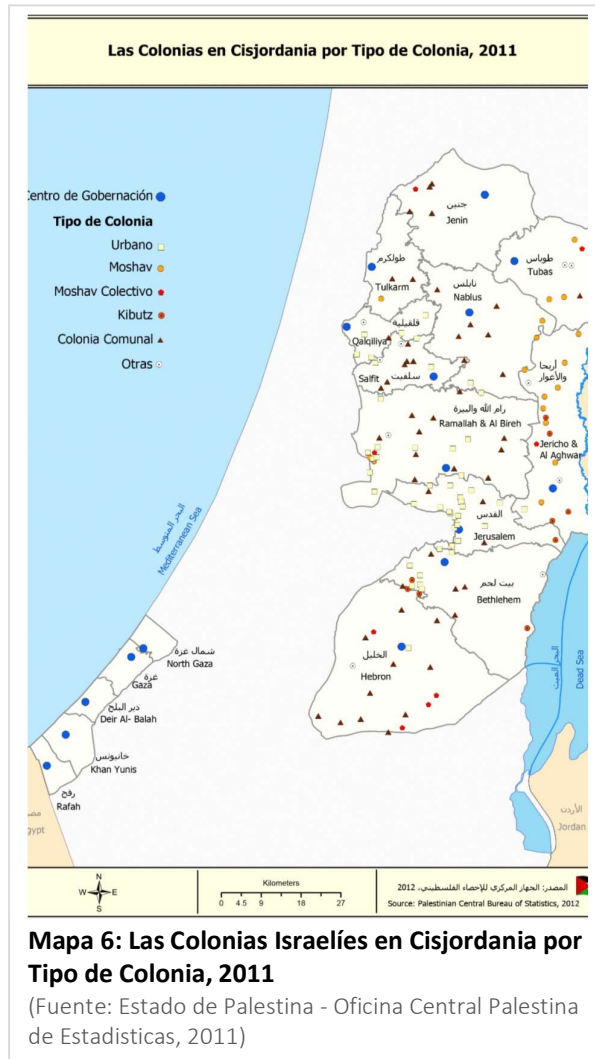 Las Colonias en Cisjordania por Tipo de Colonia, 2011
entro de Gobernación
Tipo de Colonia
Urbano
Moshav
Moshav Colectivo
Kibutz
Colonia Comunal
Otras
جنين
Jenin
طوباس
Tubas
طولكرم
Tulkarm
نابلس
Nablus
قلقيلية
Qalqiliya
سلفيت
Salfit
أريحا
والأغوار
Jericho &
Al Aghwar
رام الله والبيرة
Ramallah & Al Bireh
القدس
Jerusalem
بيت لحم
Bethlehem
الخليل
Hebron
البحر المتوسط
Mediterranean Sea
البحر الميت
Dead Sea
شمال غزة
North Gaza
غزة
Gaza
دير البلح
Deir Al- Balah
خانيونس
Khan Yunis
رفح
Rafah
مصر
gypt
الأردن
Jordan
N
W E
S
Kilometers
0 4.5 9 18 27
المصدر: الجهاز المركزي للإحصاء الفلسطيني، 2012
Source: Palestinian Central Bureau of Statistics, 2012
Mapa 6: Las Colonias Israelíes en Cisjordania por
Tipo de Colonia, 2011
(Fuente: Estado de Palestina - Oficina Central Palestina
de Estadisticas, 2011)